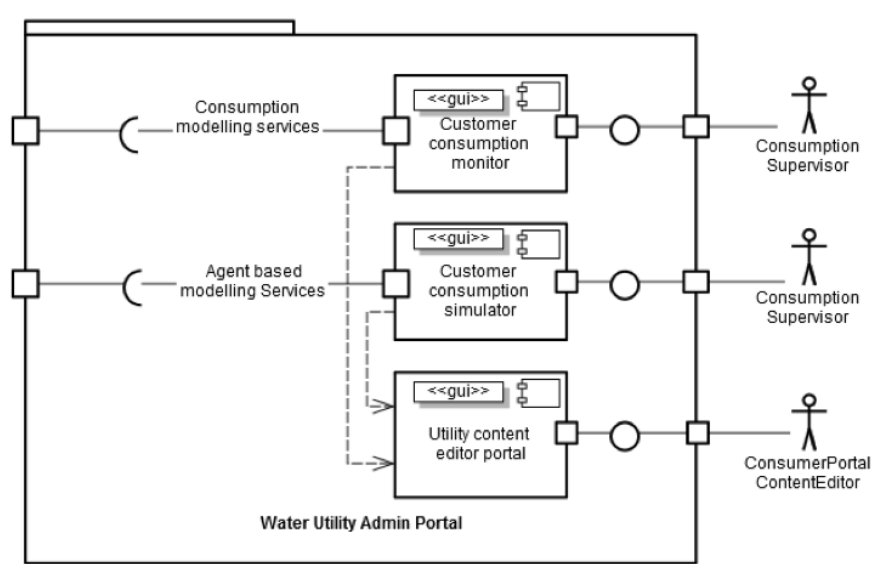 Consumption
modelling services
<<gui>>
Customer
consumption
monitor
Consumption
Supervisor
Agent based
modelling Services
<<gui>>
Customer
consumption
simulator
Consumption
Supervisor
<<gui>>
Utility content
editor portal
ConsumerPortal
ContentEditor
Water Utility Admin Portal